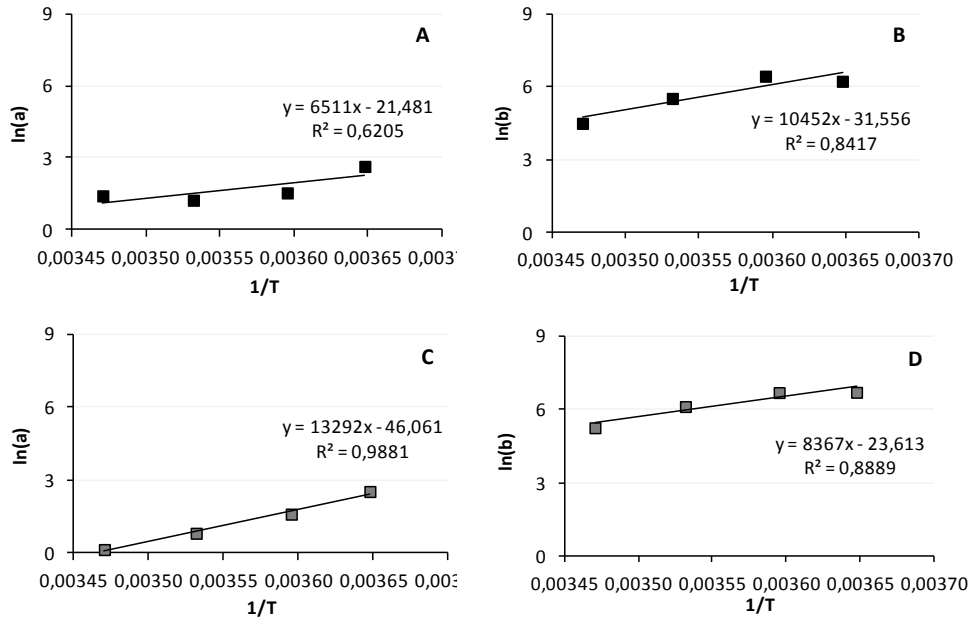 A
9
6
3
0
ln(a)
y = 6511x - 21,481
R² = 0,6205
0,00345 0,00350 0,00355 0,00360 0,00365 0,0037
1/T
B
9
6
3
0
ln(b)
y = 10452x - 31,556
R² = 0,8417
0,00345 0,00350 0,00355 0,00360 0,00365 0,00370
1/T
C
9
6
3
0
ln(a)
y = 13292x - 46,061
R² = 0,9881
0,00345 0,00350 0,00355 0,00360 0,00365
1/T
D
9
6
3
0
ln(b)
y = 8367x - 23,613
R² = 0,8889
0,00345 0,00350 0,00355 0,00360 0,00365 0,00370
1/T